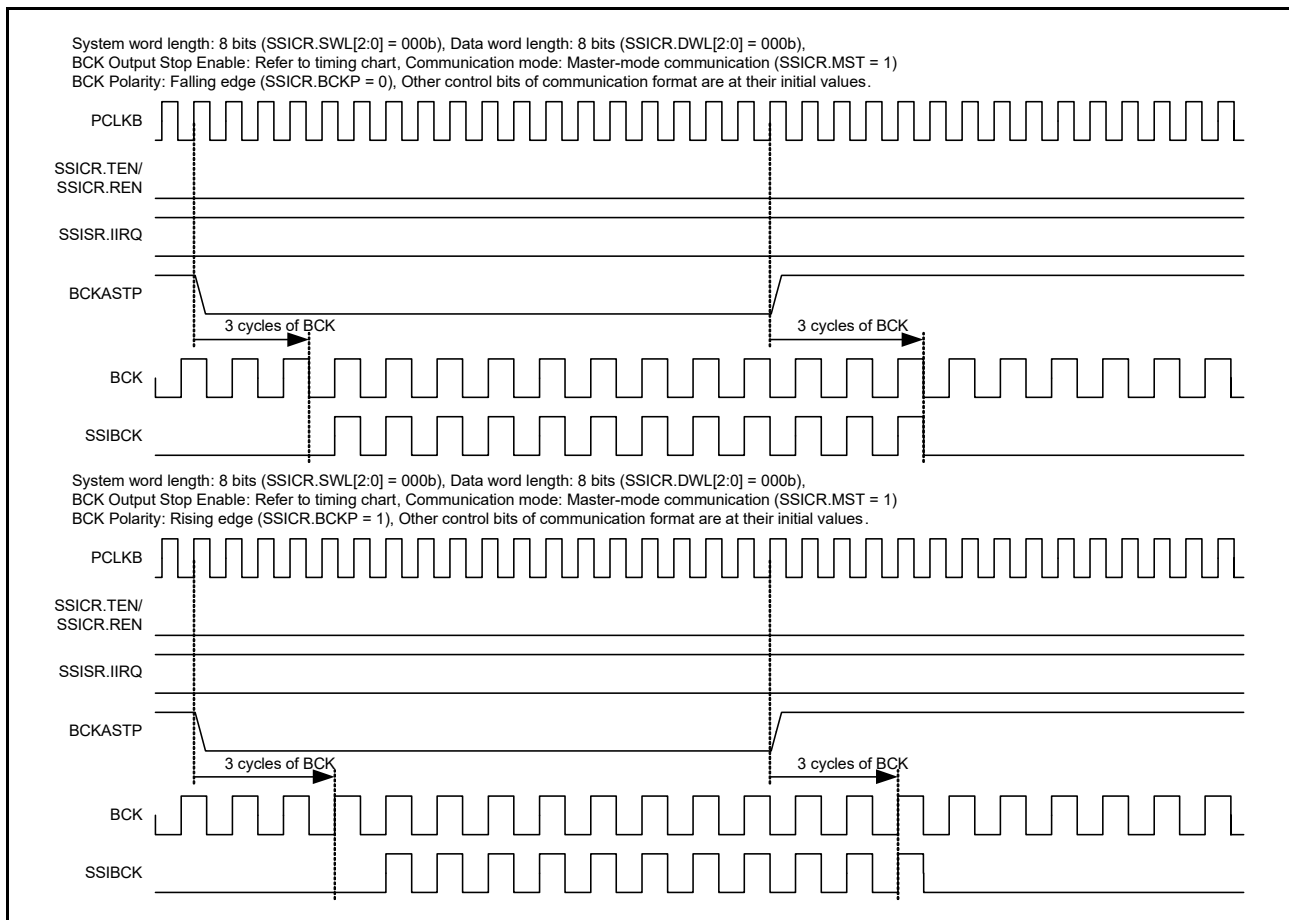 System word length: 8 bits (SSICR.SWL[2:0] = 000b), Data word length: 8 bits (SSICR.DWL[2:0] = 000b),
BCK Output Stop Enable: Refer to timing chart, Communication mode: Master-mode communication (SSICR.MST = 1)
BCK Polarity: Falling edge (SSICR.BCKP = 0), Other control bits of communication format are at their initial values.
PCLKB
SSICR.TEN/
SSICR.REN
SSISR.IIRQ
BCKASTP
3 cycles of BCK 3 cycles of BCK
BCK
SSIBCK
System word length: 8 bits (SSICR.SWL[2:0] = 000b), Data word length: 8 bits (SSICR.DWL[2:0] = 000b),
BCK Output Stop Enable: Refer to timing chart, Communication mode: Master-mode communication (SSICR.MST = 1)
BCK Polarity: Rising edge (SSICR.BCKP = 1), Other control bits of communication format are at their initial values.
PCLKB
SSICR.TEN/
SSICR.REN
SSISR.IIRQ
BCKASTP
3 cycles of BCK 3 cycles of BCK
BCK
SSIBCK